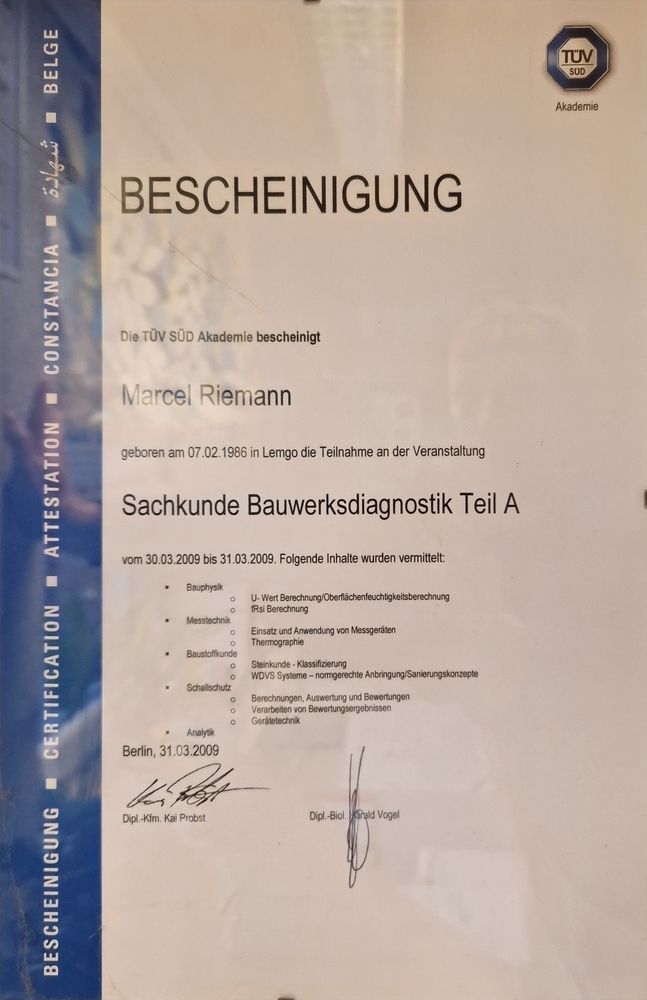 TÜV
SÜD
Akademie
BESCHEINIGUNG
Die TÜV SÜD Akademie bescheinigt
Marcel Riemann
geboren am 07.02.1986 in Lemgo die Teilnahme an der Veranstaltung
Sachkunde Bauwerksdiagnostik Teil A
vom 30.03.2009 bis 31.03.2009. Folgende Inhalte wurden vermittelt:
▪ Bauphysik
o U- Wert Berechnung/Oberflächenfeuchtigkeitsberechnung
o fRsi Berechnung
▪ Messtechnik
o Einsatz und Anwendung von Messgeräten
o Thermographie
▪ Baustoffkunde
o Steinkunde - Klassifizierung
o WDVS Systeme – normgerechte Anbringung/Sanierungskonzepte
▪ Schallschutz
o Berechnungen, Auswertung und Bewertungen
o Verarbeiten von Bewertungsergebnissen
o Gerätetechnik
▪ Analytik
Berlin, 31.03.2009
Dipl.-Kfm. Kai Probst
Dipl.-Biol. Harald Vogel
BESCHEINIGUNG ■ CERTIFICATION ■ ATTESTATION ■ CONSTANCIA ■ شهادة ■ BELGE